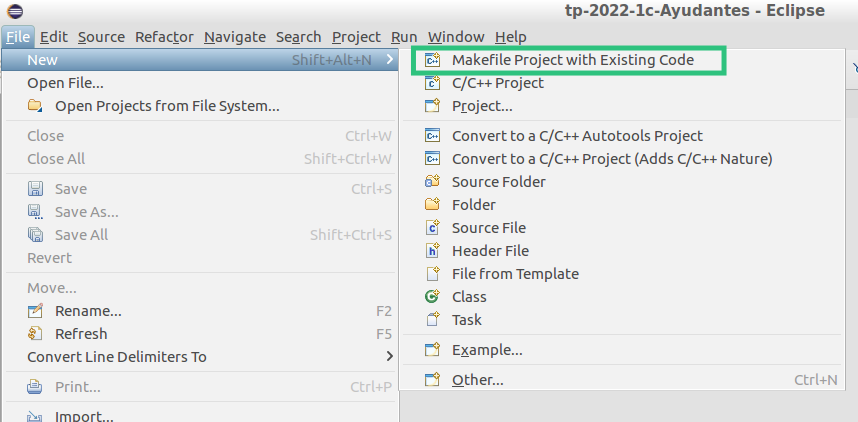 tp-2022-1c-Ayudantes - Eclipse
File Edit Source Refactor Navigate Search Project Run Window Help
New Shift+Alt+N >
Open File...
Open Projects from File System...
Close Ctrl+W
Close All Shift+Ctrl+W
Save Ctrl+S
Save As...
Save All Shift+Ctrl+S
Revert
Move...
Rename... F2
Refresh F5
Convert Line Delimiters To >
Print... Ctrl+P
Import...
Makefile Project with Existing Code
C/C++ Project
Project...
Convert to a C/C++ Autotools Project
Convert to a C/C++ Project (Adds C/C++ Nature)
Source Folder
Folder
Source File
Header File
File from Template
Class
Task
Example...
Other... Ctrl+N